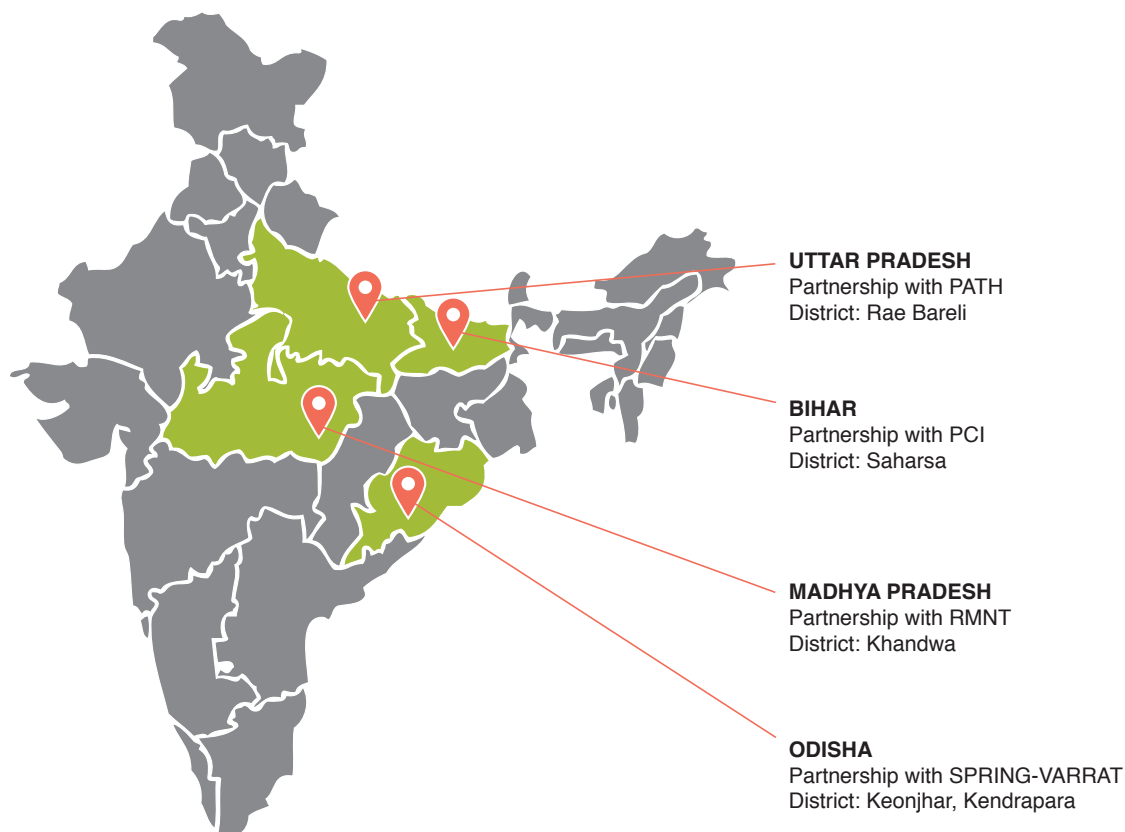 UTTAR PRADESH
Partnership with PATH
District: Rae Bareli
BIHAR
Partnership with PCI
District: Saharsa
MADHYA PRADESH
Partnership with RMNT
District: Khandwa
ODISHA
Partnership with SPRING-VARRAT
District: Keonjhar, Kendrapara